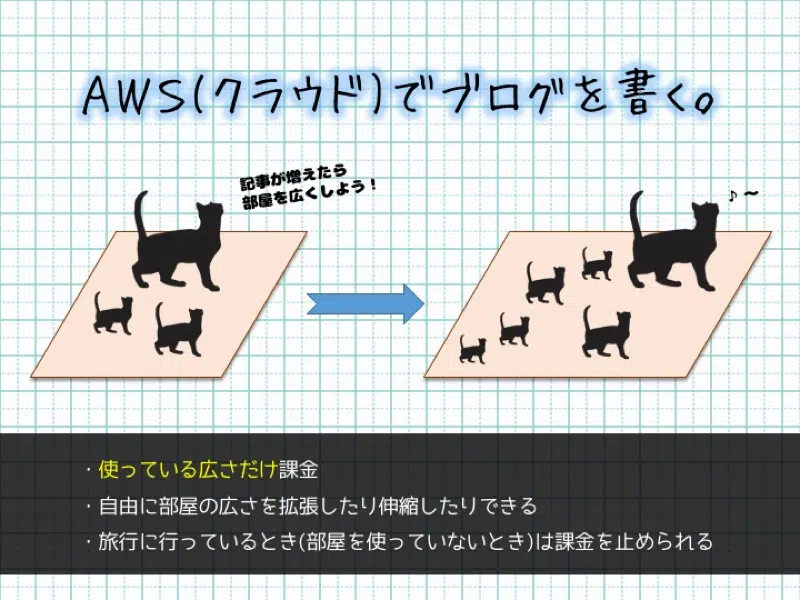 AWS(クラウド)でブログを書く。
記事が増えたら
部屋を広くしよう！
♪～
・使っている広さだけ課金
・自由に部屋の広さを拡張したり伸縮したりできる
・旅行に行っているとき(部屋を使っていないとき)は課金を止められる